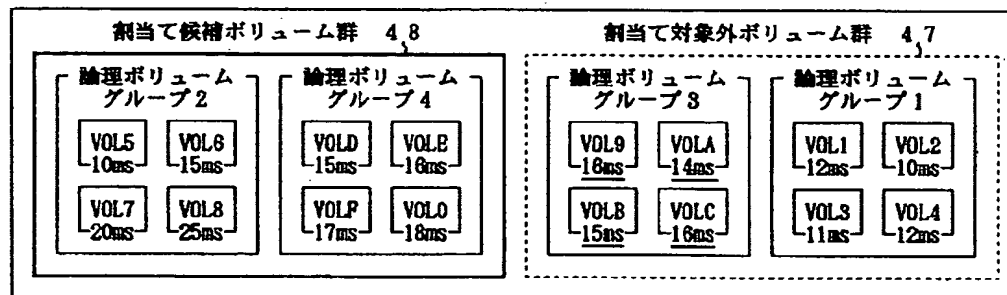 割当て候補ボリューム群 48
割当て対象外ボリューム群 47
論理ボリューム
グループ2
論理ボリューム
グループ4
論理ボリューム
グループ3
論理ボリューム
グループ1
VOL5
10ms
VOL6
15ms
VOL7
20ms
VOL8
25ms
VOLD
15ms
VOLE
16ms
VOLF
17ms
VOL0
18ms
VOL9
16ms
VOLA
14ms
VOLB
15ms
VOLC
16ms
VOL1
12ms
VOL2
10ms
VOL3
11ms
VOL4
12ms